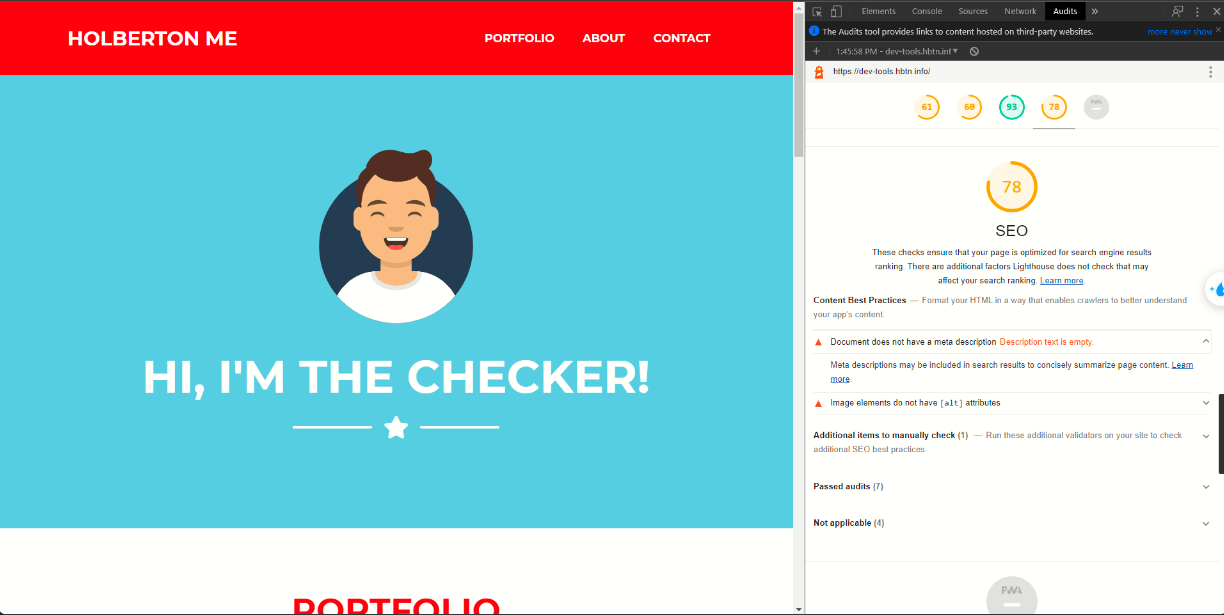 HOLBERTON ME
PORTFOLIO ABOUT CONTACT
HI, I'M THE CHECKER!
PORTFOLIO
Elements Console Sources Network Audits »
The Audits tool provides links to content hosted on third-party websites. more never show
1:45:58 PM - dev-tools.hbtn.inf
https://dev-tools.hbtn.info/
61 60 93 78 PWA
78
SEO
These checks ensure that your page is optimized for search engine results
ranking. There are additional factors Lighthouse does not check that may
affect your search ranking. Learn more.
Content Best Practices — Format your HTML in a way that enables crawlers to better understand
your app's content.
Document does not have a meta description Description text is empty.
Meta descriptions may be included in search results to concisely summarize page content. Learn
more.
Image elements do not have [alt] attributes
Additional items to manually check (1) — Run these additional validators on your site to check
additional SEO best practices.
Passed audits (7)
Not applicable (4)
PWA